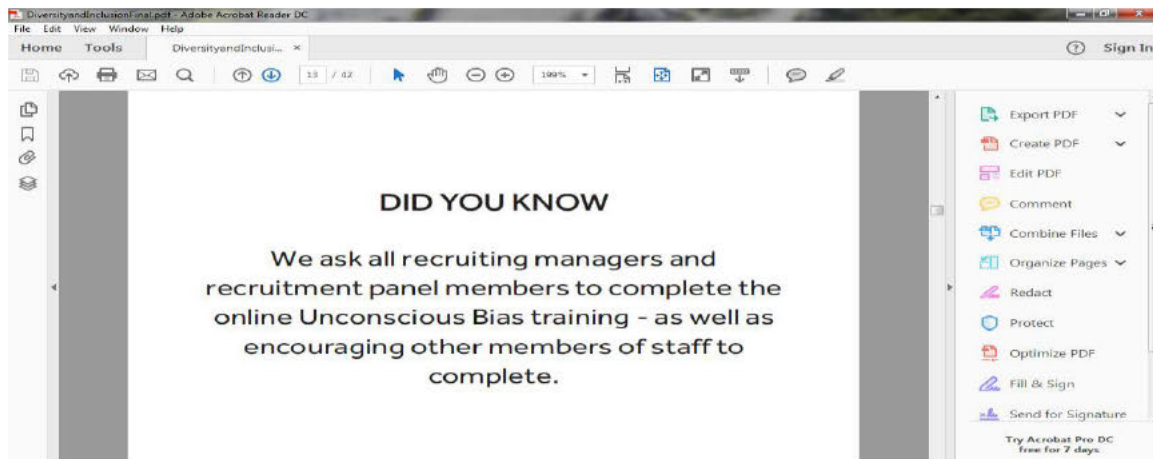 DiversityandInclusionFinal.pdf - Adobe Acrobat Reader DC
File Edit View Window Help
Home Tools DiversityandInclusi... × Sign In
13 / 42 199%
Export PDF
Create PDF
Edit PDF
Comment
Combine Files
Organize Pages
Redact
Protect
Optimize PDF
Fill & Sign
Send for Signature
Try Acrobat Pro DC
free for 7 days
DID YOU KNOW
We ask all recruiting managers and
recruitment panel members to complete the
online Unconscious Bias training - as well as
encouraging other members of staff to
complete.